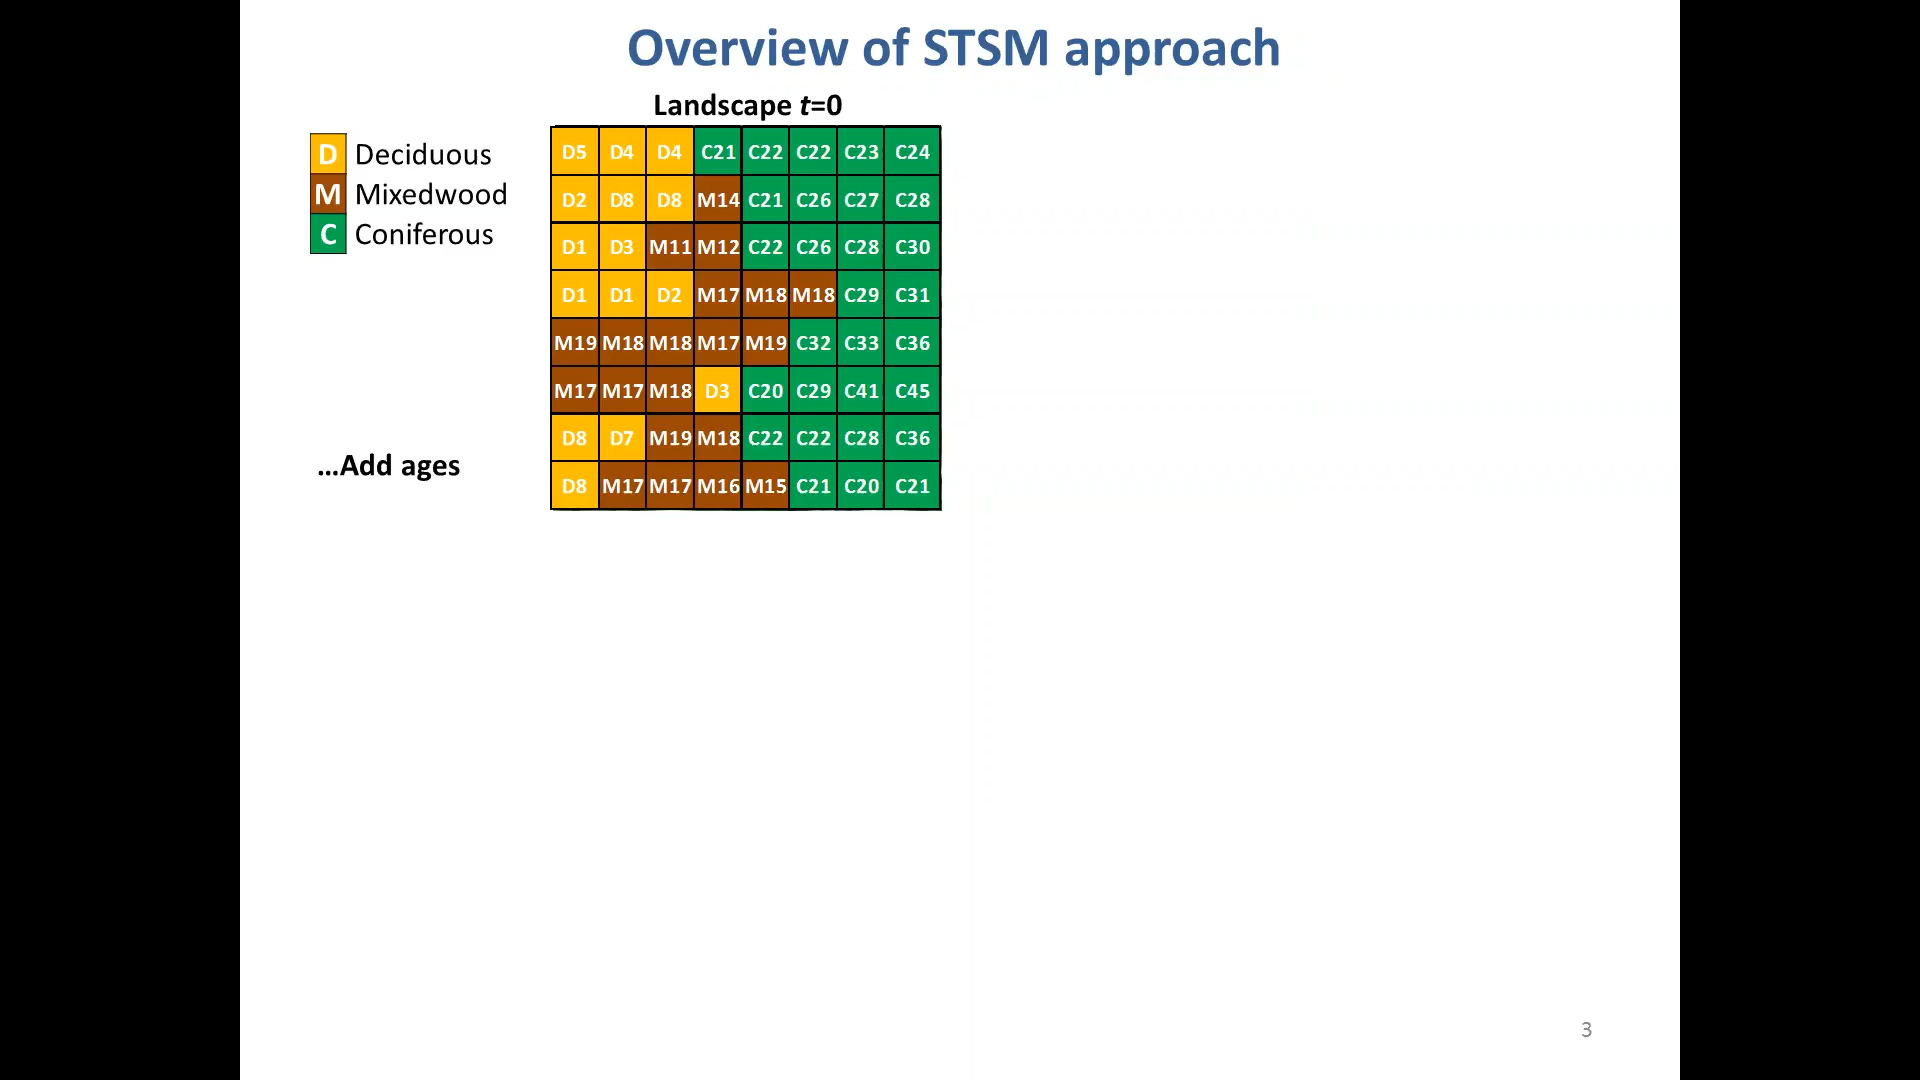 Overview of STSM approach
Landscape t=0
D Deciduous
M Mixedwood
C Coniferous
D5 D4 D4 C21 C22 C22 C23 C24
D2 D8 D8 M14 C21 C26 C27 C28
D1 D3 M11 M12 C22 C26 C28 C30
D1 D1 D2 M17 M18 M18 C29 C31
M19 M18 M18 M17 M19 C32 C33 C36
M17 M17 M18 D3 C20 C29 C41 C45
D8 D7 M19 M18 C22 C22 C28 C36
D8 M17 M17 M16 M15 C21 C20 C21
...Add ages
3